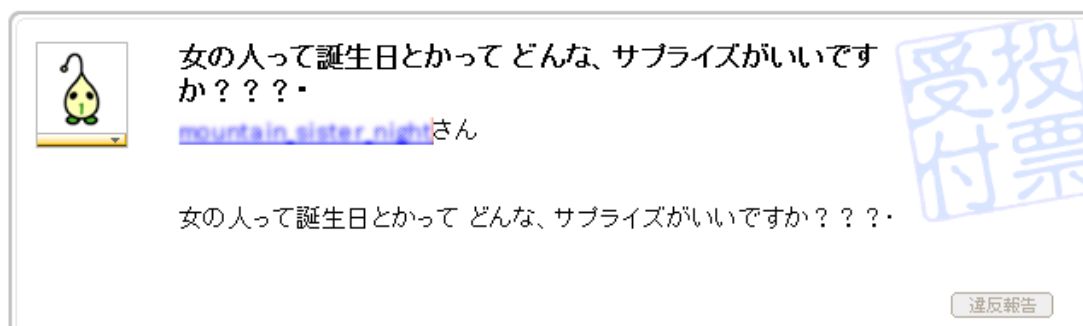 女の人って誕生日とかって どんな、サプライズがいいです
か？？？・
mountain_sister_nightさん
女の人って誕生日とかって どんな、サプライズがいいですか？？？・
投票
受付
違反報告
1